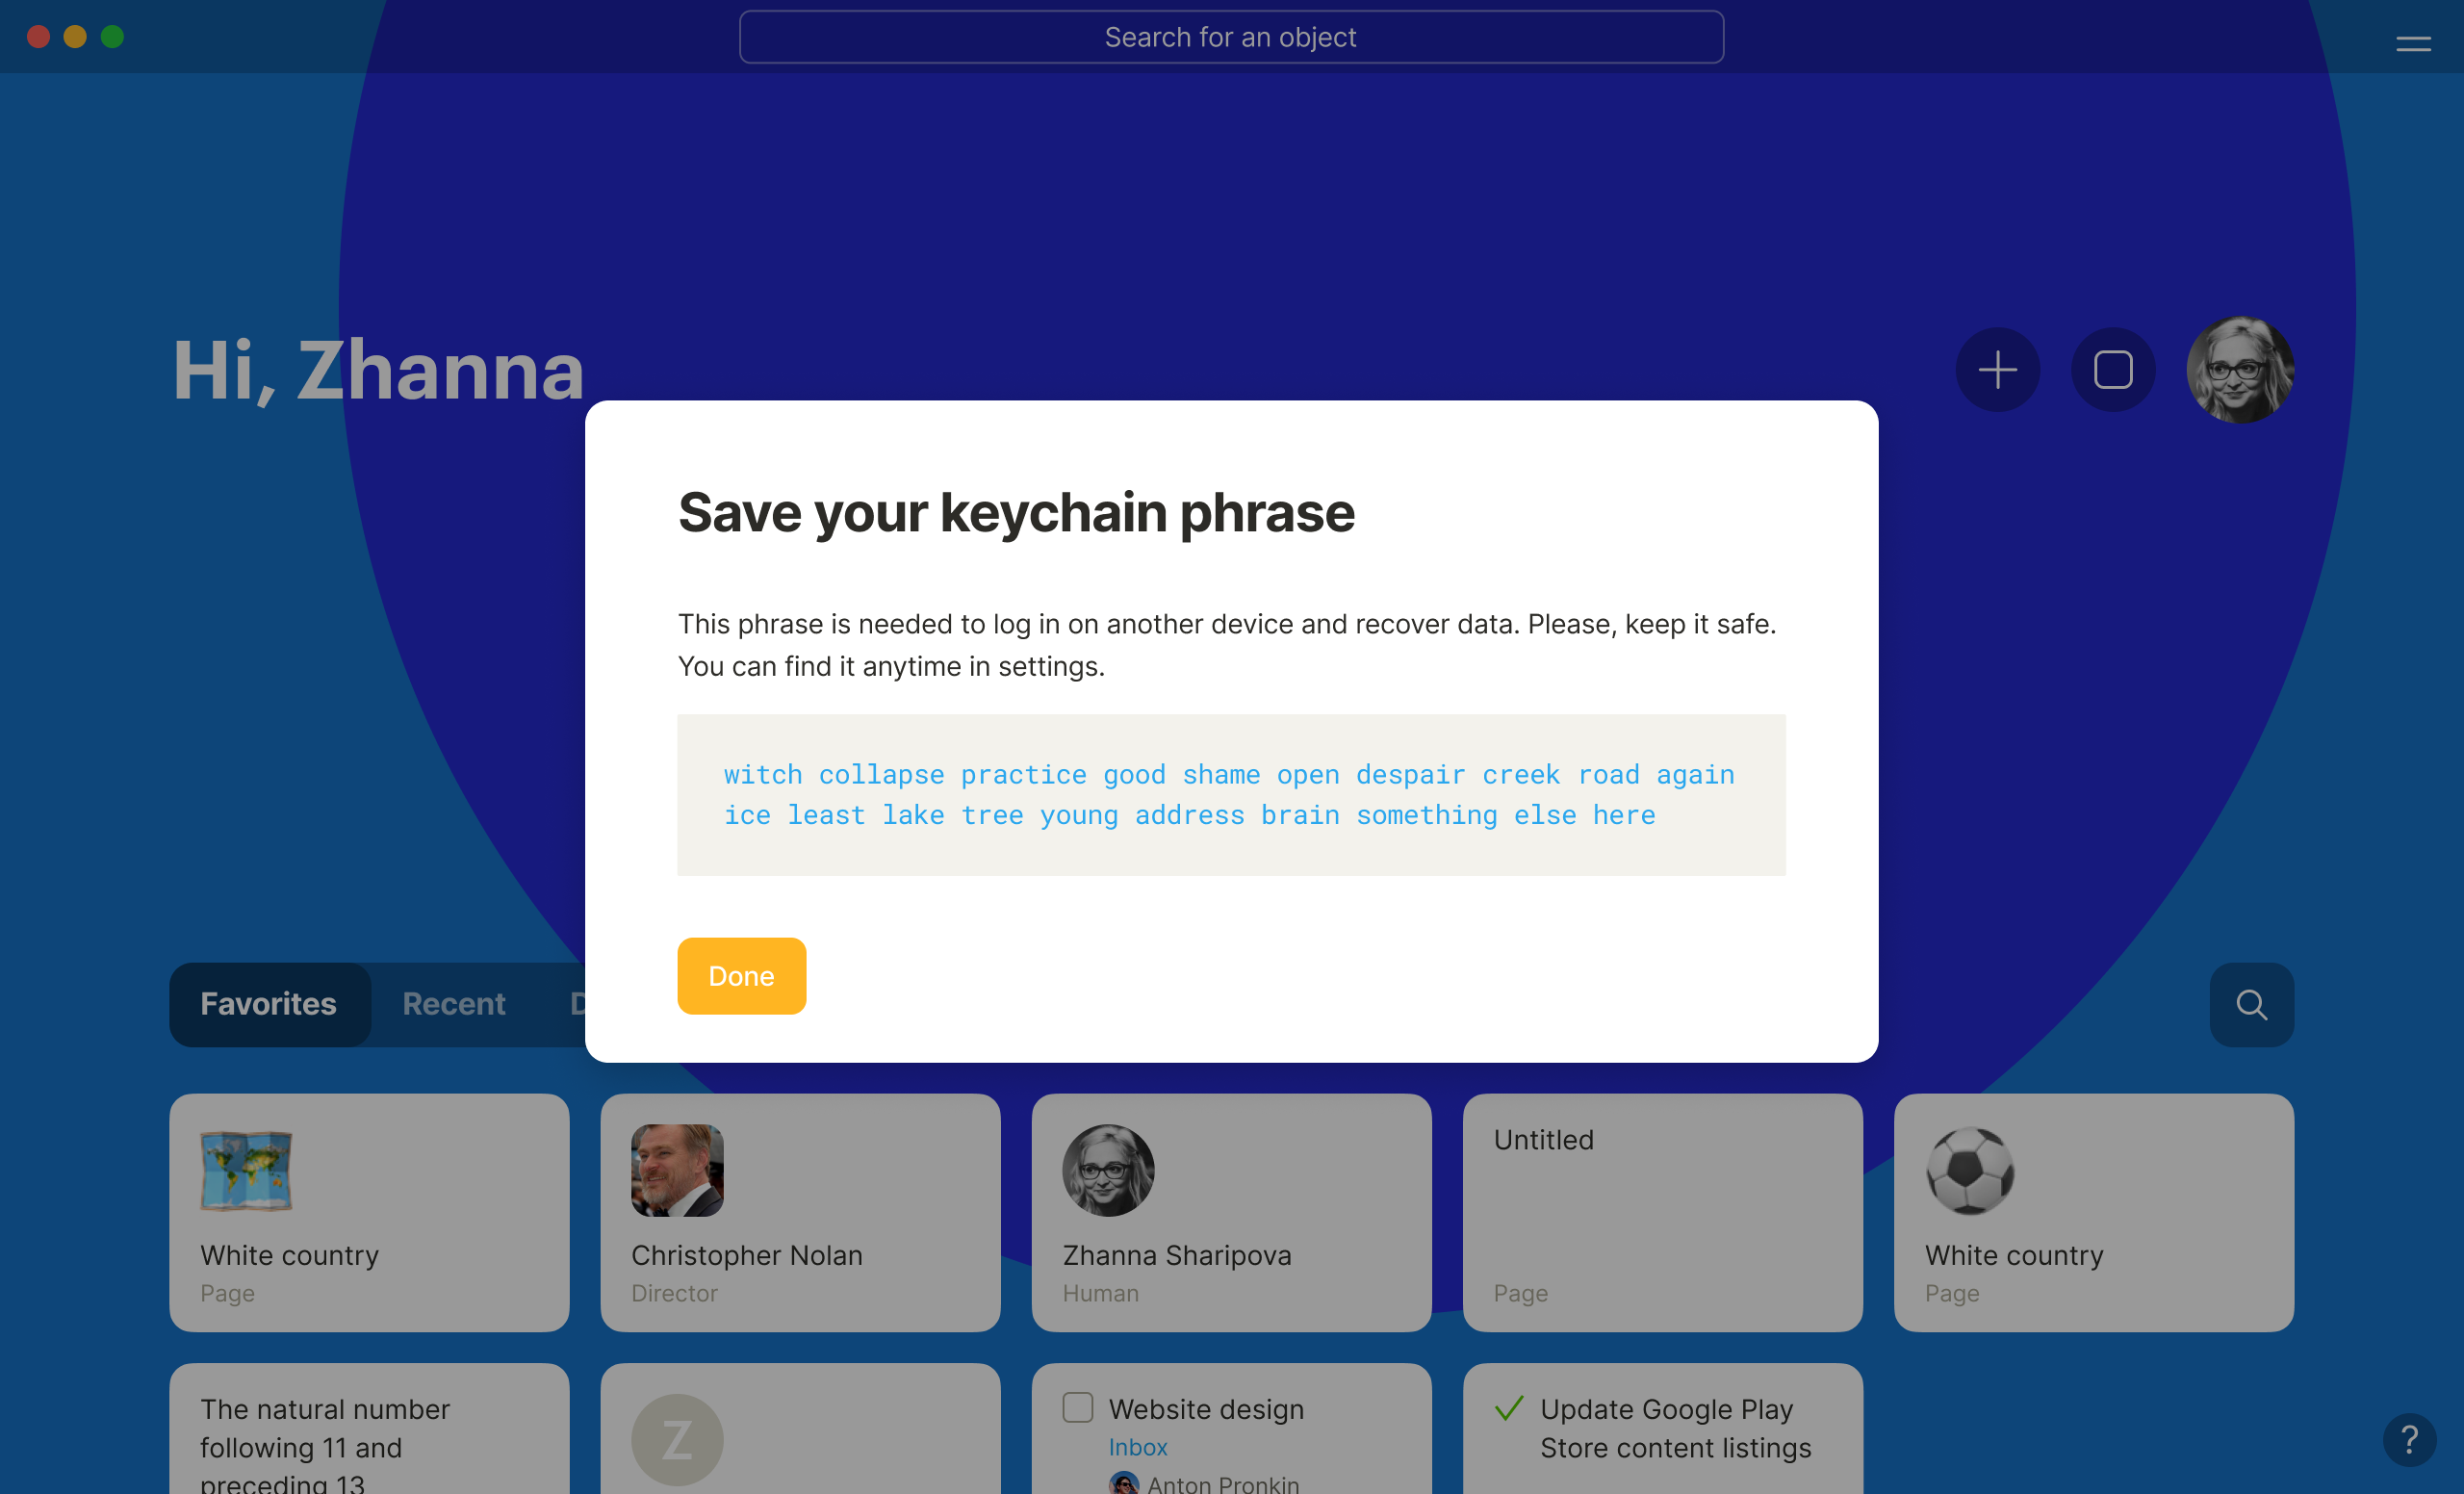 Search for an object
Hi, Zhanna
Save your keychain phrase
This phrase is needed to log in on another device and recover data. Please, keep it safe.
You can find it anytime in settings.
witch collapse practice good shame open despair creek road again
ice least lake tree young address brain something else here
Done
Favorites Recent
White country
Page
Christopher Nolan
Director
Zhanna Sharipova
Human
Untitled
Page
White country
Page
The natural number
following 11 and
preceding 13
Z
Website design
Inbox
Anton Pronkin
Update Google Play
Store content listings
?